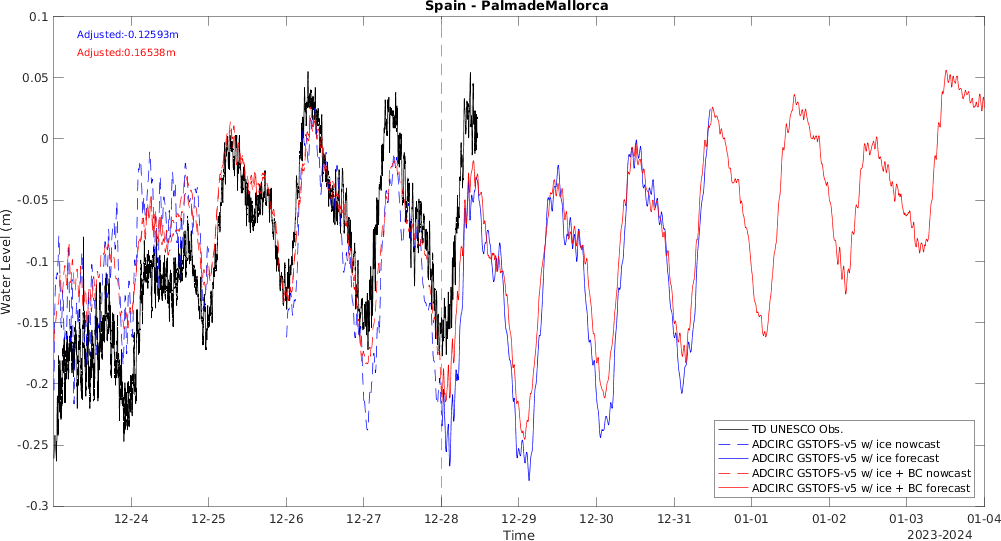 Spain - PalmadeMallorca
Adjusted:-0.12593m
Adjusted:0.16538m
Water Level (m)
0.1
0.05
0
-0.05
-0.1
-0.15
-0.2
-0.25
-0.3
TD UNESCO Obs.
ADCIRC GSTOFS-v5 w/ ice nowcast
ADCIRC GSTOFS-v5 w/ ice forecast
ADCIRC GSTOFS-v5 w/ ice + BC nowcast
ADCIRC GSTOFS-v5 w/ ice + BC forecast
12-24 12-25 12-26 12-27 12-28 12-29 12-30 12-31 01-01 01-02 01-03 01-04
Time
2023-2024